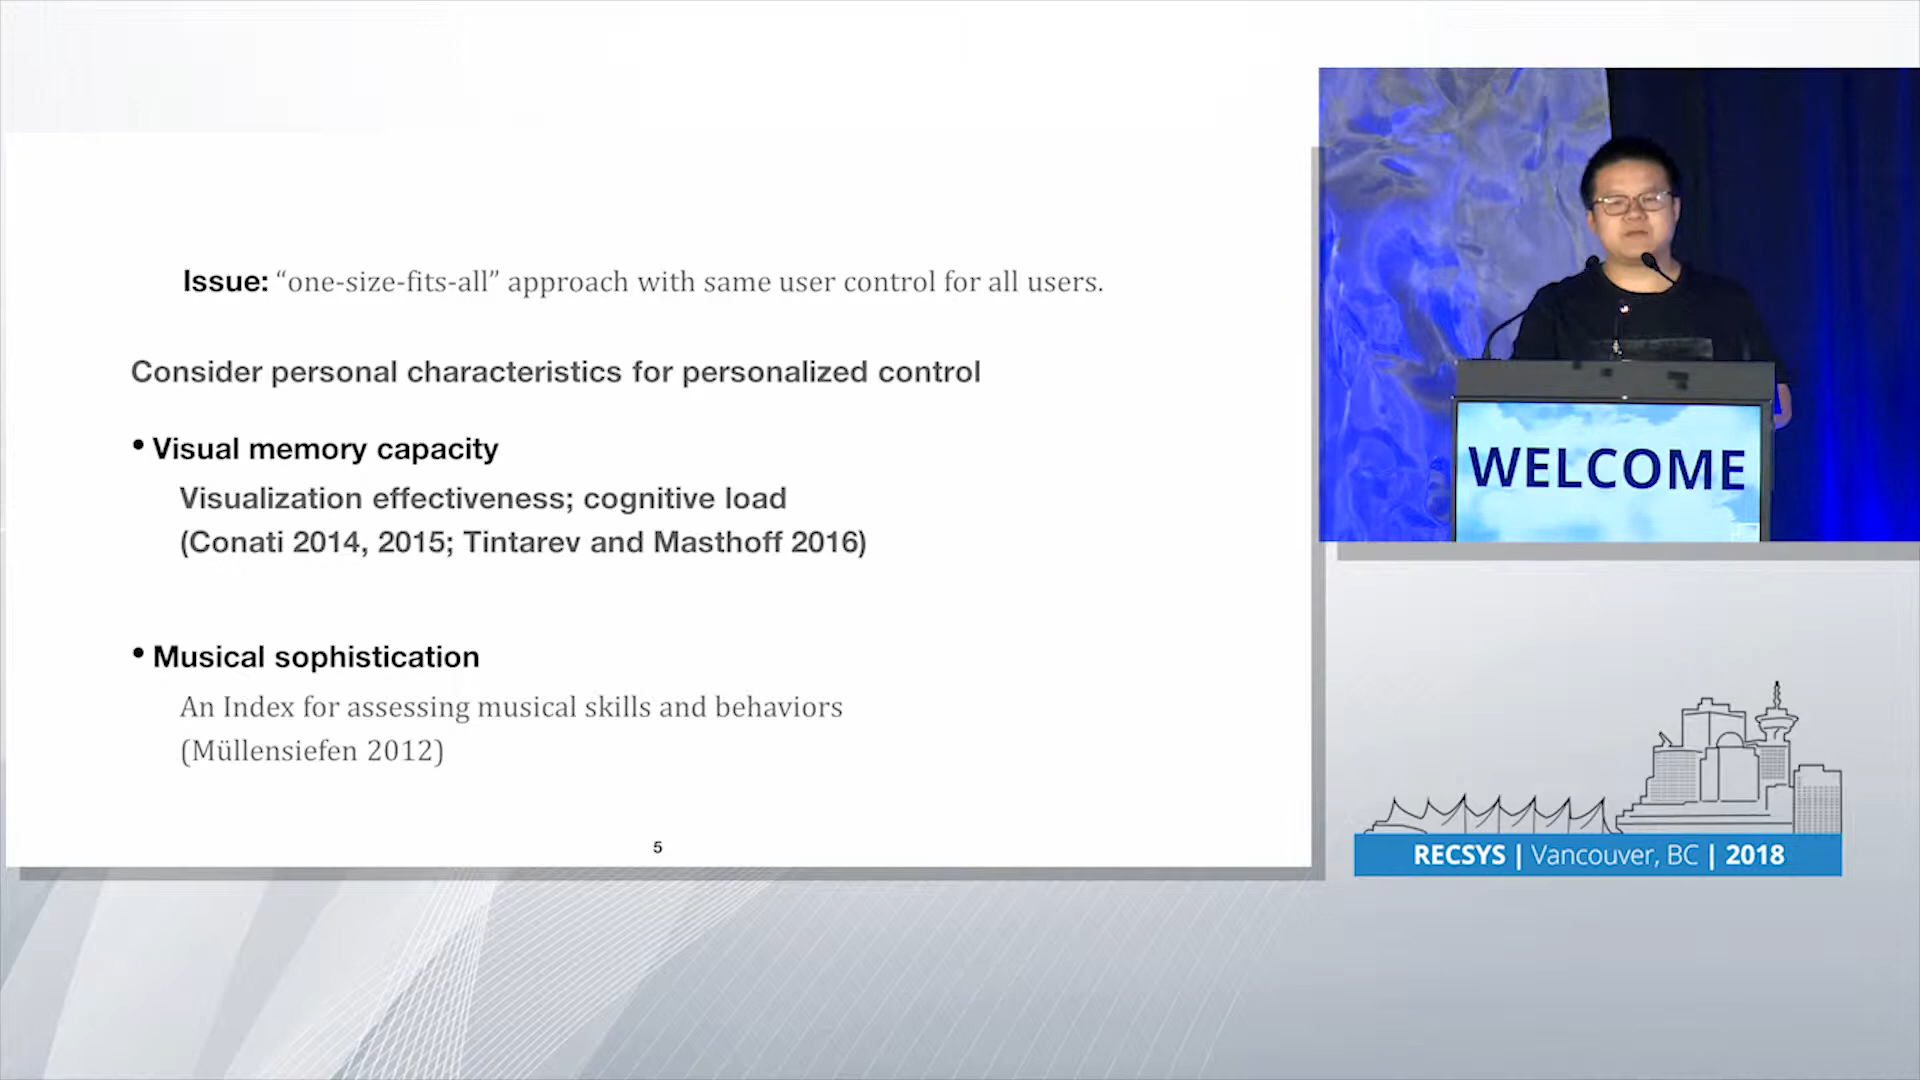 Issue: “one-size-fits-all” approach with same user control for all users.
Consider personal characteristics for personalized control
• Visual memory capacity
Visualization effectiveness; cognitive load
(Conati 2014, 2015; Tintarev and Masthoff 2016)
• Musical sophistication
An Index for assessing musical skills and behaviors
(Müllensiefen 2012)
5
WELCOME
RECSYS | Vancouver, BC | 2018